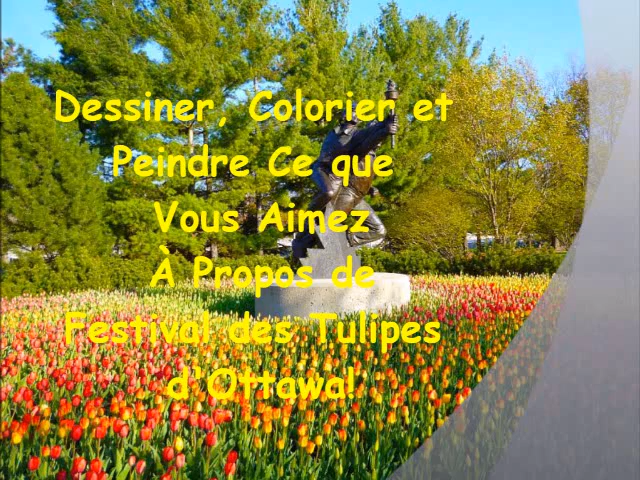 Dessiner, Colorier et
Peindre Ce que
Vous Aimez
À Propos de
Festival des Tulipes
d'Ottawa!